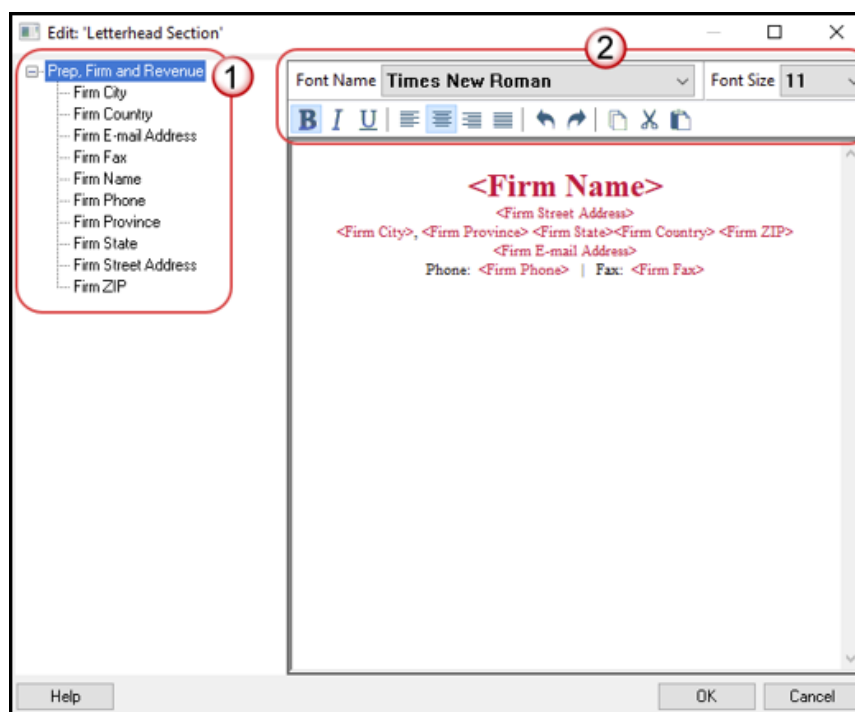 Edit: 'Letterhead Section'
1
2
Prep, Firm and Revenue
Firm City
Firm Country
Firm E-mail Address
Firm Fax
Firm Name
Firm Phone
Firm Province
Firm State
Firm Street Address
Firm ZIP
Font Name Times New Roman Font Size 11
B I U
<Firm Name>
<Firm Street Address>
<Firm City>, <Firm Province> <Firm State><Firm Country> <Firm ZIP>
<Firm E-mail Address>
Phone: <Firm Phone> | Fax: <Firm Fax>
Help OK Cancel